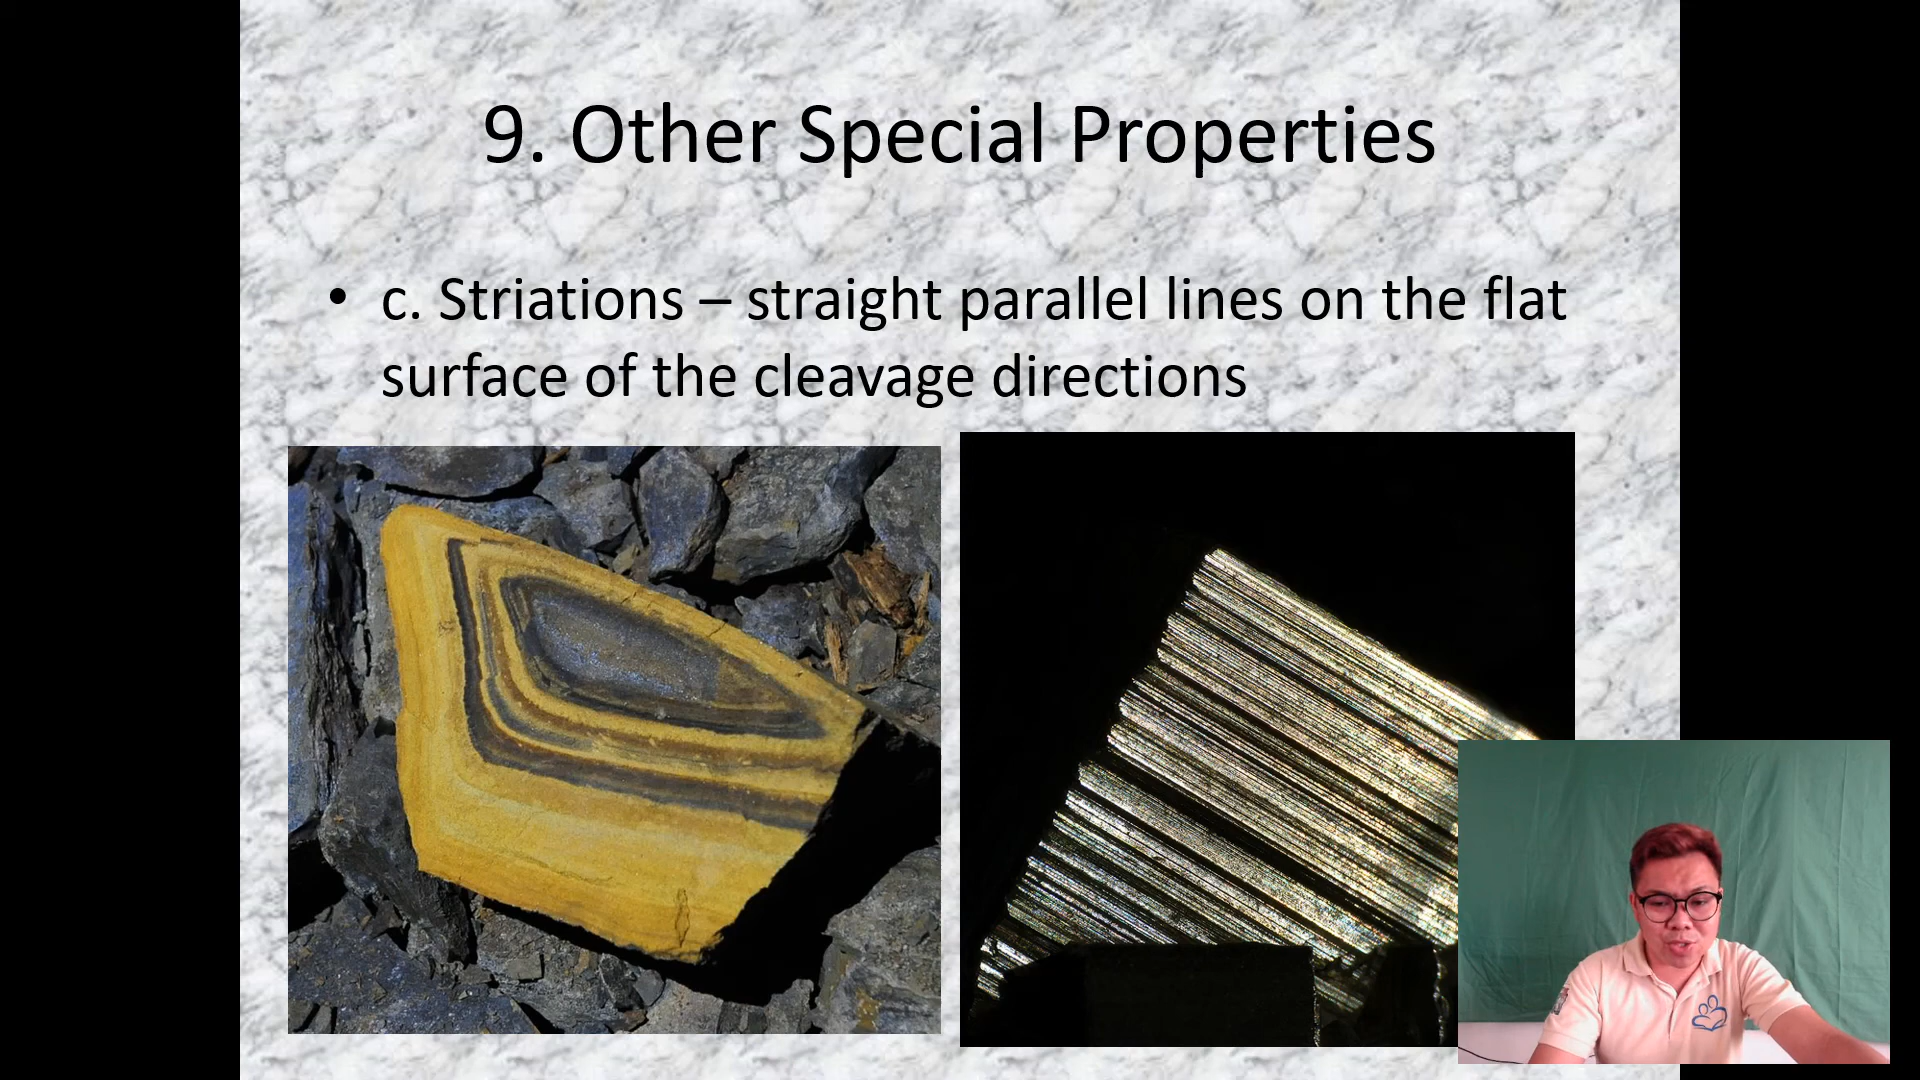 9. Other Special Properties
• c. Striations – straight parallel lines on the flat
surface of the cleavage directions